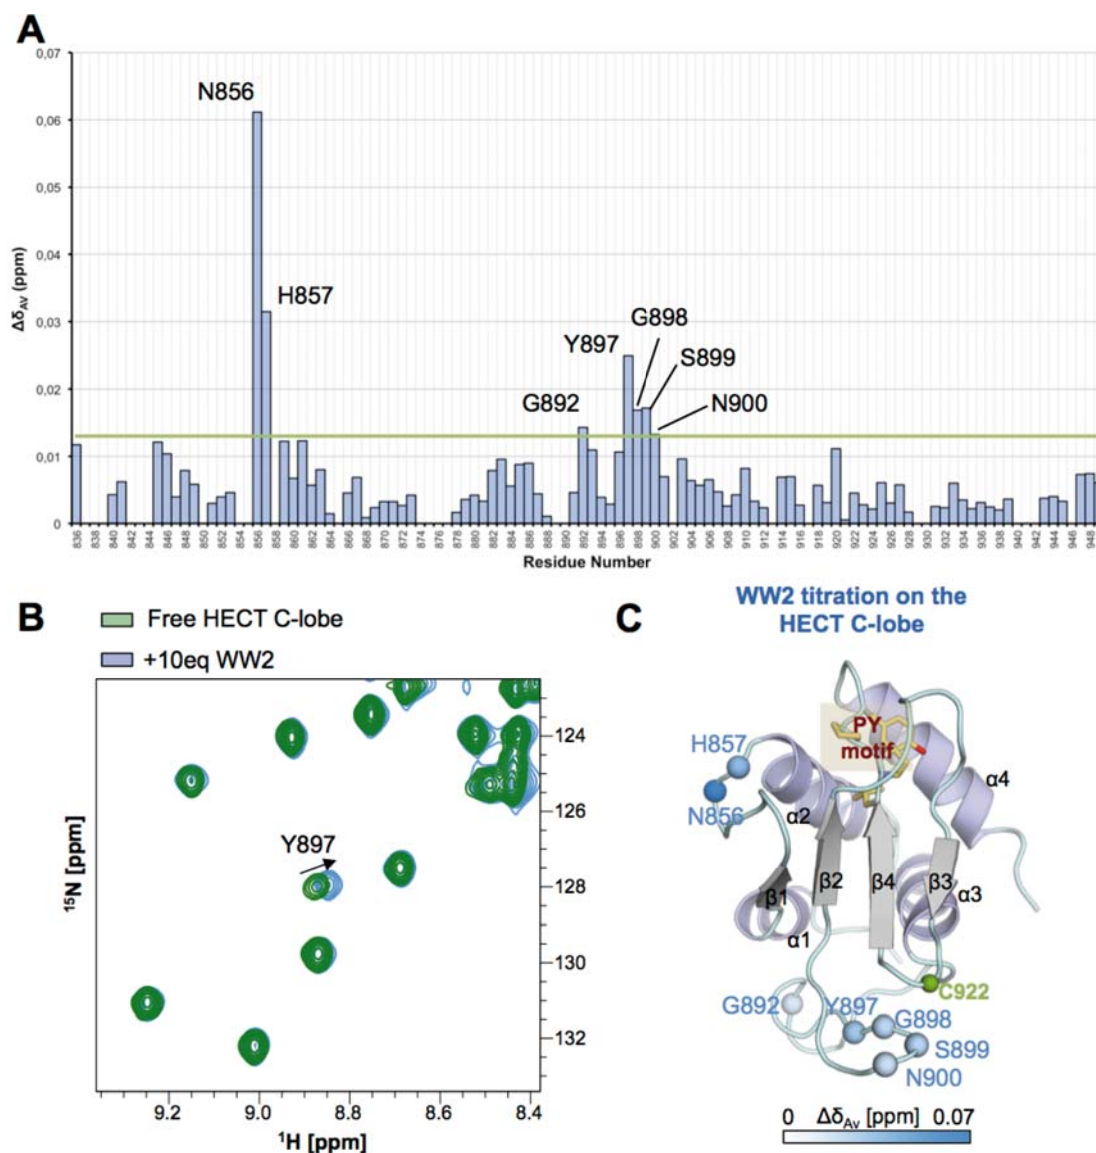 A
0,07
0,06
0,05
0,04
0,03
0,02
0,01
0
Δδ_AV (ppm)
N856
H857
G892
Y897
G898
S899
N900
836 838 840 842 844 846 848 850 852 854 856 858 860 862 864 866 868 870 872 874 876 878 880 882 884 886 888 890 892 894 896 898 900 902 904 906 908 910 912 914 916 918 920 922 924 926 928 930 932 934 936 938 940 942 944 946 948
Residue Number
B
Free HECT C-lobe
+10eq WW2
Y897
124
126
128
130
132
¹⁵N [ppm]
9.2 9.0 8.8 8.6 8.4
¹H [ppm]
C
WW2 titration on the
HECT C-lobe
PY
motif
H857
N856
α2
α4
β1
β2
β4
β3
α3
α1
C922
G892
Y897
G898
S899
N900
0 Δδ_Av [ppm] 0.07